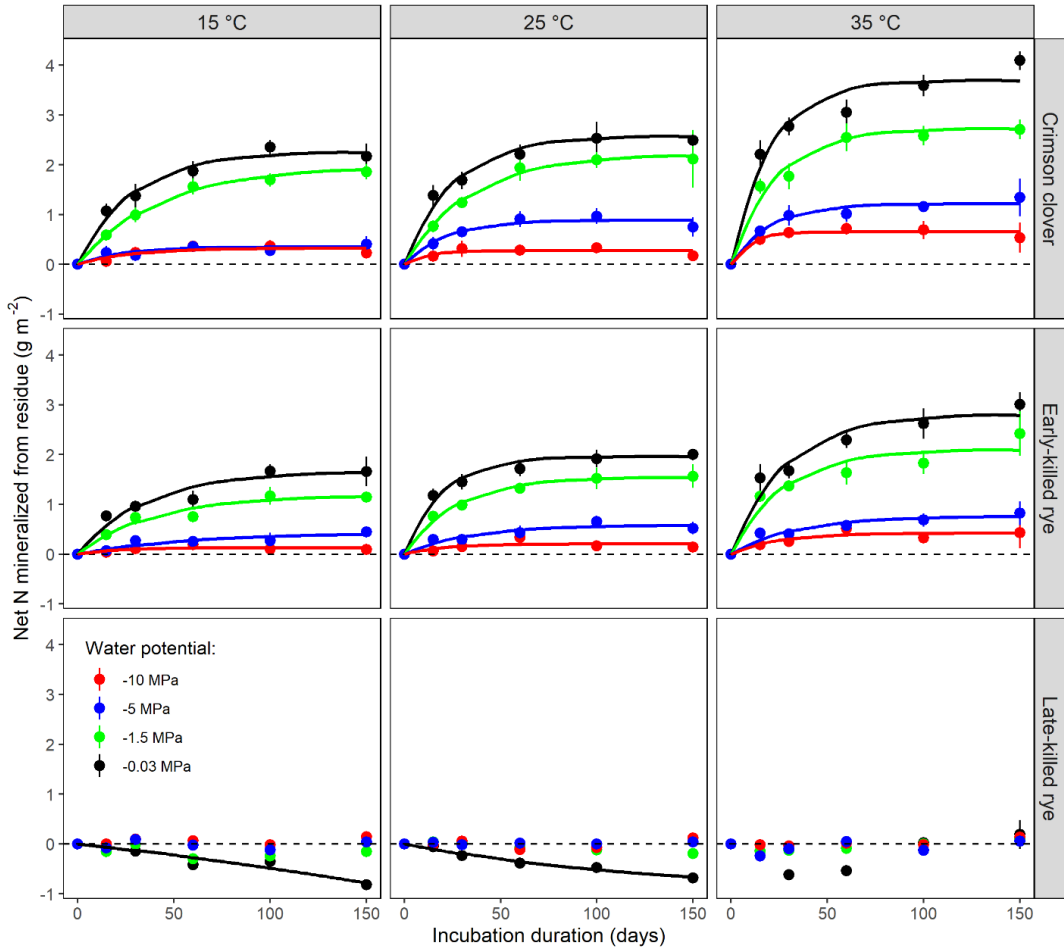 15 °C
25 °C
35 °C
Crimson clover
4
3
2
1
0
-1
Early-killed rye
4
3
2
1
0
-1
Late-killed rye
4
3
2
1
0
-1
Net N mineralized from residue (g m⁻²)
Water potential:
-10 MPa
-5 MPa
-1.5 MPa
-0.03 MPa
0 50 100 150
0 50 100 150
0 50 100 150
Incubation duration (days)